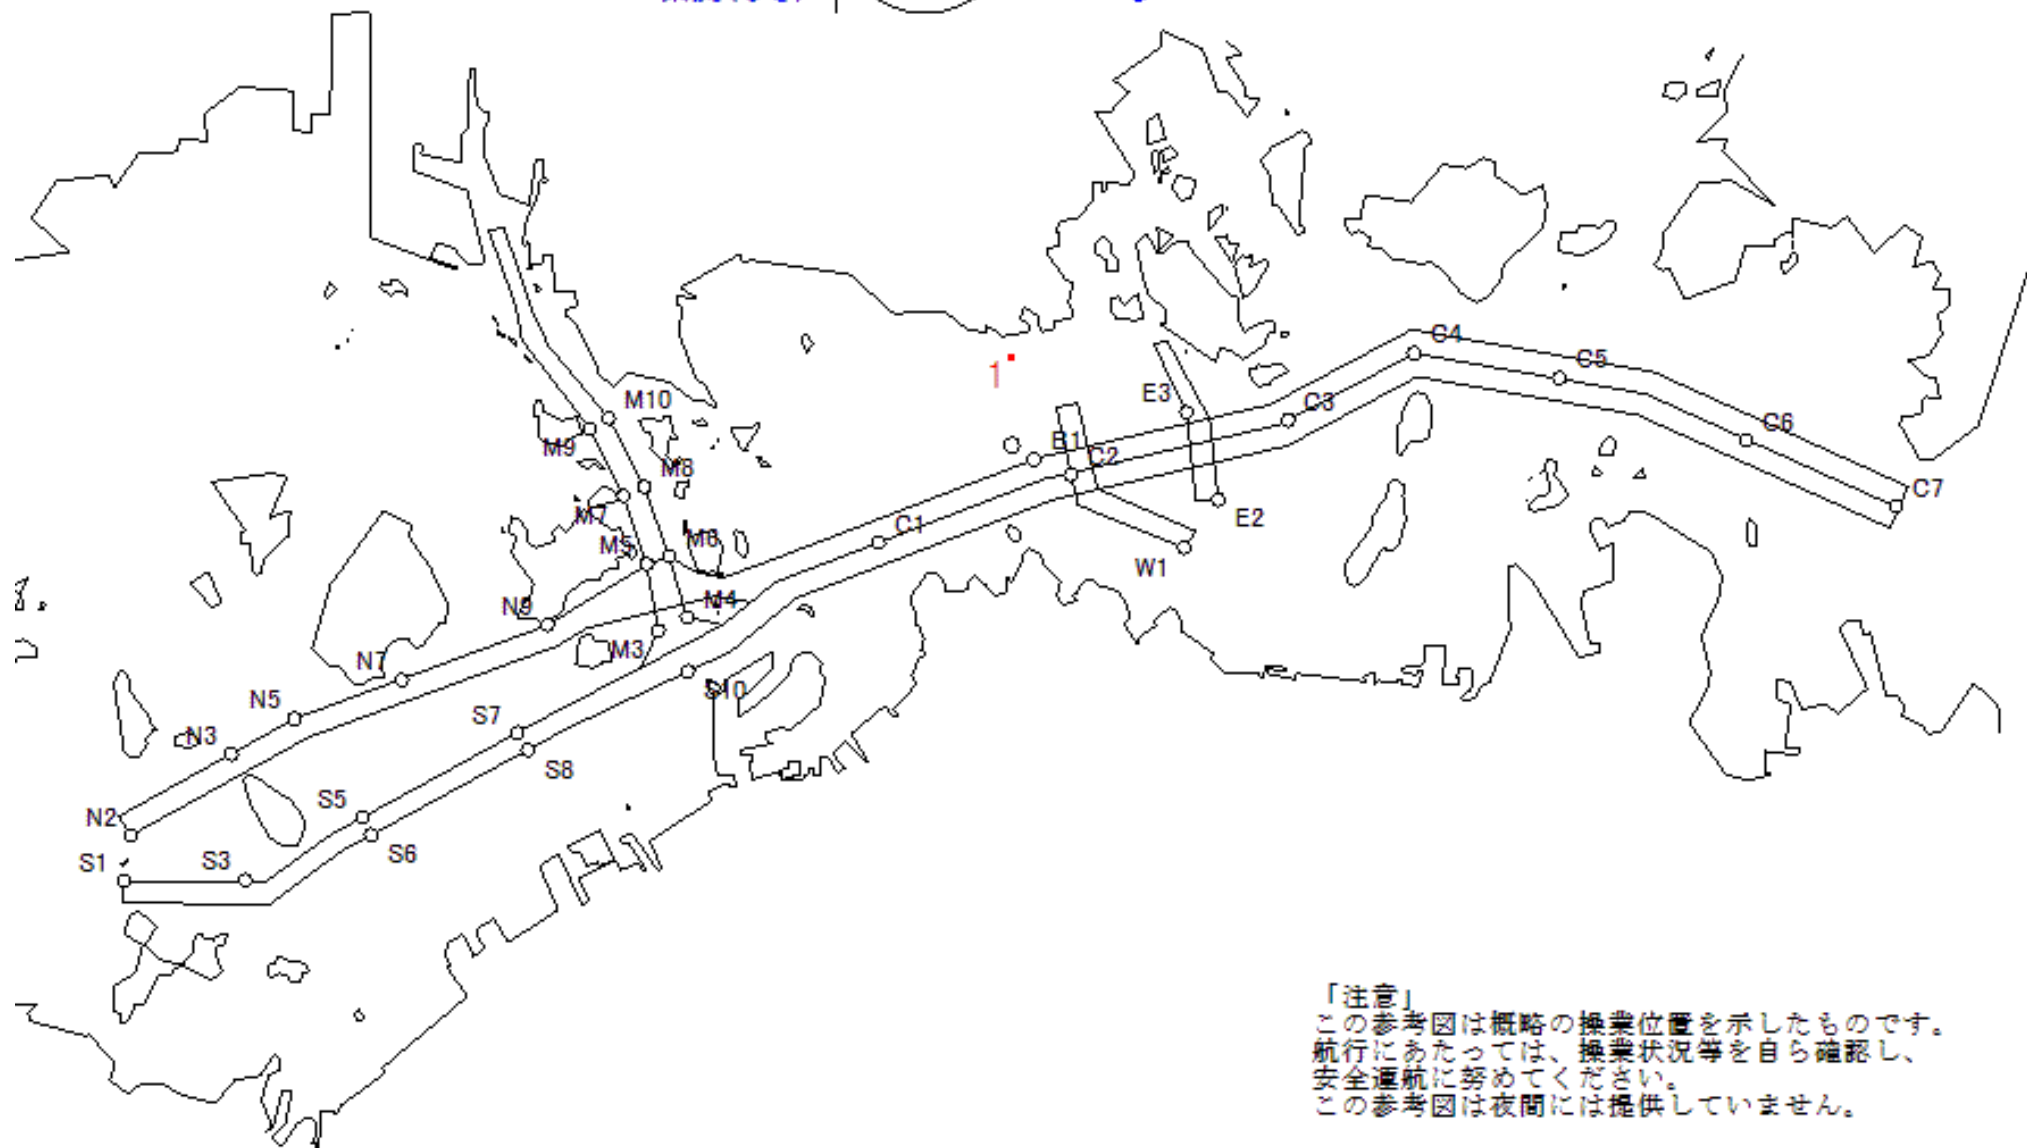 C4
C5
1
E3
M10
C3
C6
B1
M9
C2
M8
C7
M7
E2
C1
M5
M6
W1
N9
M4
M3
N7
S10
N5
S7
N3
S8
S5
N2
S6
S1
S3
「注意」
この参考図は概略の操業位置を示したものです。
航行にあたっては、操業状況等を自ら確認し、
安全運航に努めてください。
この参考図は夜間には提供していません。